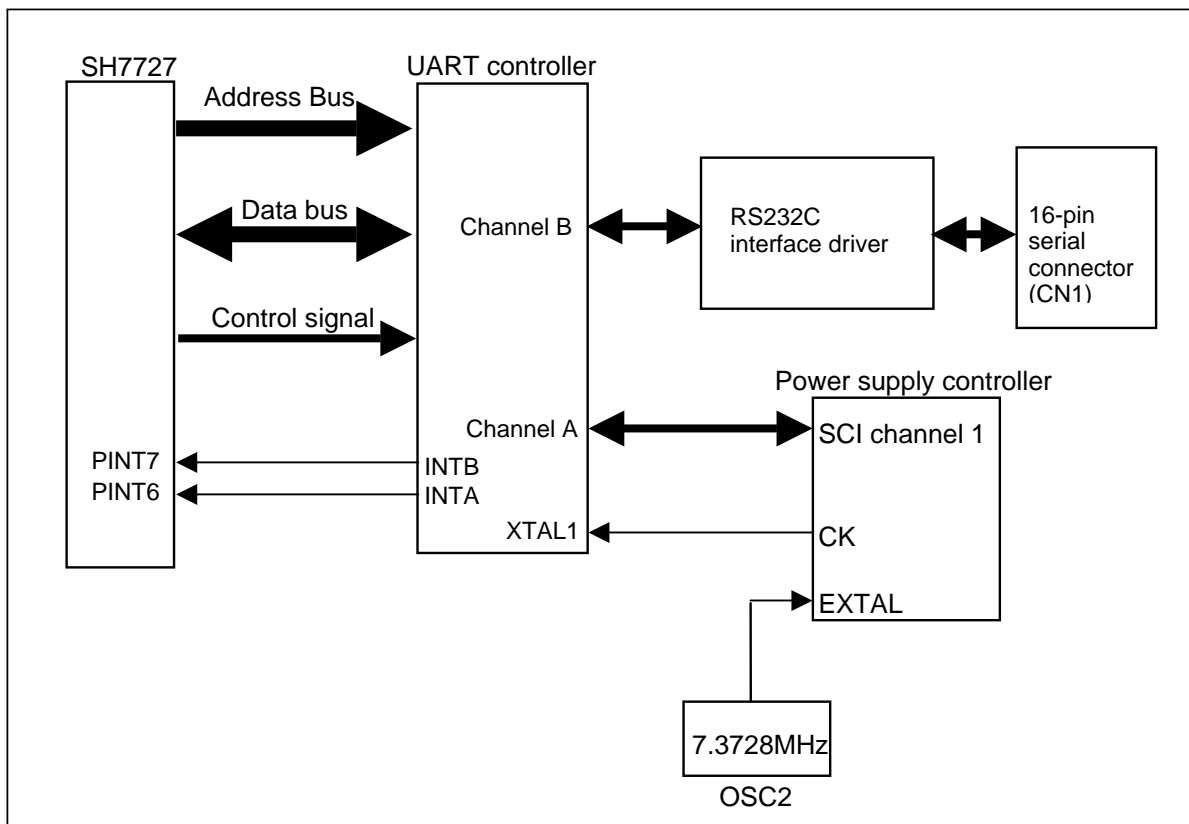 SH7727
UART controller
Address Bus
Data bus
Control signal
Channel B
RS232C
interface driver
16-pin
serial
connector
(CN1)
Power supply controller
Channel A
SCI channel 1
PINT7
INTB
PINT6
INTA
XTAL1
CK
EXTAL
7.3728MHz
OSC2